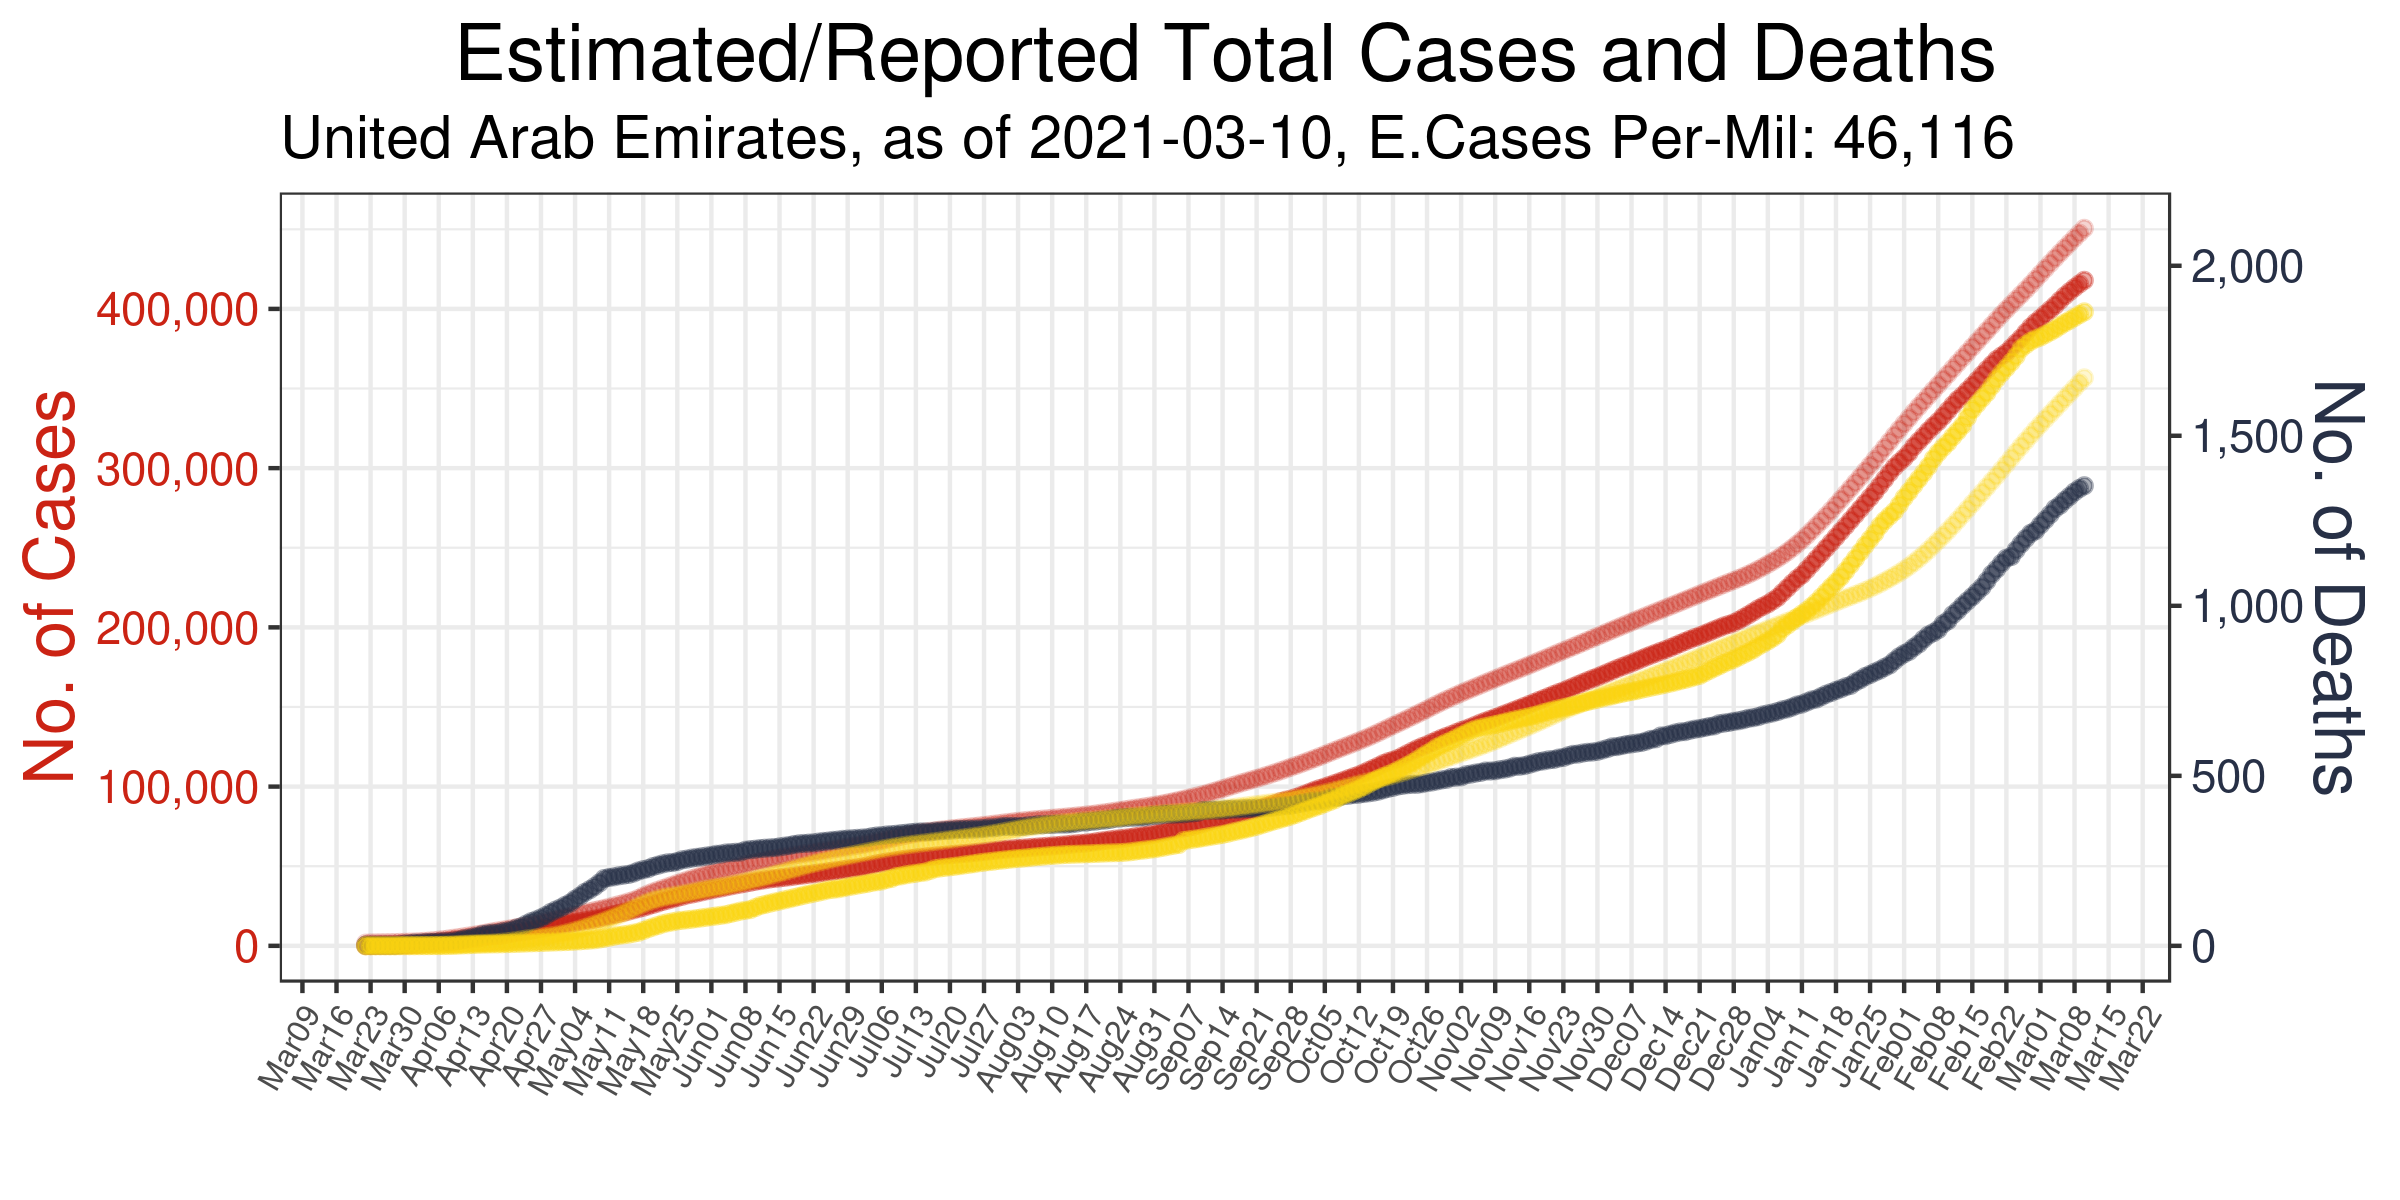 Estimated/Reported Total Cases and Deaths
United Arab Emirates, as of 2021-03-10, E.Cases Per-Mil: 46,116
No. of Cases
400,000
300,000
200,000
100,000
0
2,000
1,500
1,000
500
0
No. of Deaths
Mar09 Mar16 Mar23 Mar30 Apr06 Apr13 Apr20 Apr27 May04 May11 May18 May25 Jun01 Jun08 Jun15 Jun22 Jun29 Jul06 Jul13 Jul20 Jul27 Aug03 Aug10 Aug17 Aug24 Aug31 Sep07 Sep14 Sep21 Sep28 Oct05 Oct12 Oct19 Oct26 Nov02 Nov09 Nov16 Nov23 Nov30 Dec07 Dec14 Dec21 Dec28 Jan04 Jan11 Jan18 Jan25 Feb01 Feb08 Feb15 Feb22 Mar01 Mar08 Mar15 Mar22